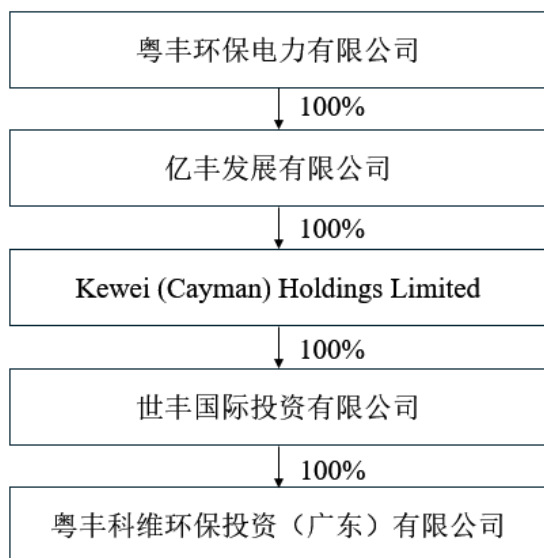 粤丰环保电力有限公司
100%
亿丰发展有限公司
100%
Kewei (Cayman) Holdings Limited
100%
世丰国际投资有限公司
100%
粤丰科维环保投资（广东）有限公司